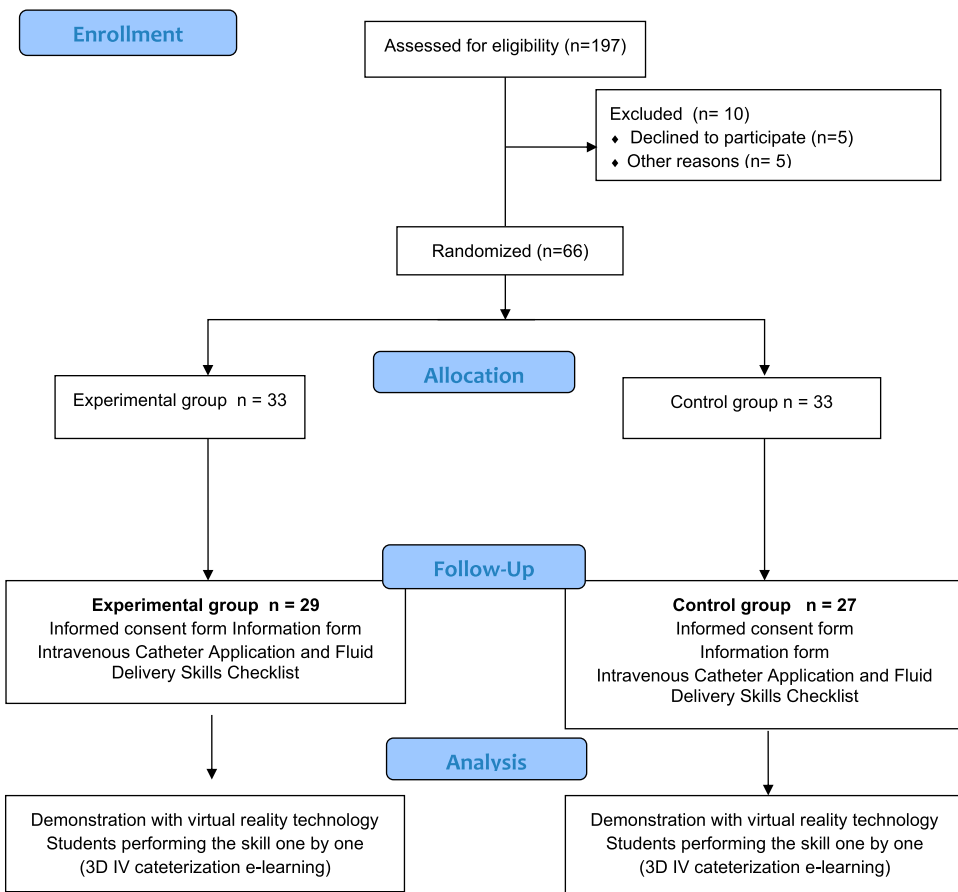 Enrollment
Assessed for eligibility (n=197)
Excluded (n= 10)
♦ Declined to participate (n=5)
♦ Other reasons (n= 5)
Randomized (n=66)
Allocation
Experimental group n = 33
Control group n = 33
Follow-Up
Experimental group n = 29
Informed consent form Information form
Intravenous Catheter Application and Fluid
Delivery Skills Checklist
Control group n = 27
Informed consent form
Information form
Intravenous Catheter Application and Fluid
Delivery Skills Checklist
Analysis
Demonstration with virtual reality technology
Students performing the skill one by one
(3D IV cateterization e-learning)
Demonstration with virtual reality technology
Students performing the skill one by one
(3D IV cateterization e-learning)